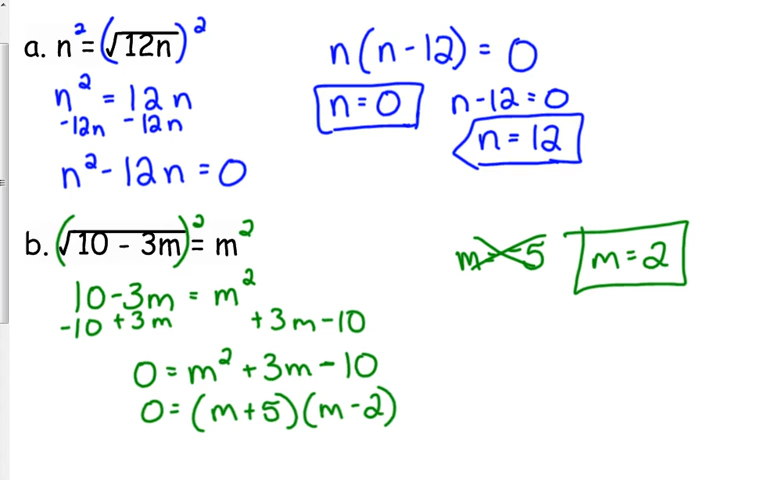 a. n² = (√12n)²
n² = 12n
-12n -12n
n² - 12n = 0
n(n - 12) = 0
n = 0 n - 12 = 0
n = 12
b. (√10 - 3m)² = m²
10 - 3m = m²
-10 + 3m + 3m - 10
0 = m² + 3m - 10
0 = (m + 5)(m - 2)
m = -5 m = 2